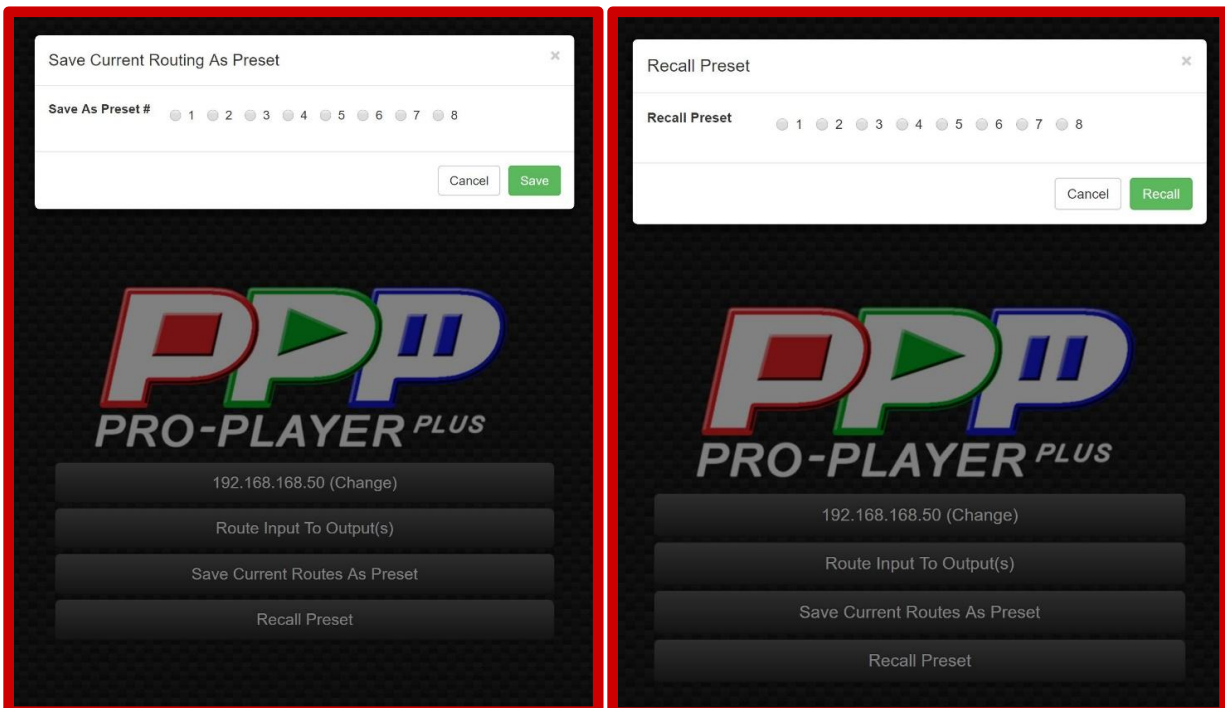 Save Current Routing As Preset ×
Save As Preset # 1 2 3 4 5 6 7 8
Cancel Save
PPP
PRO-PLAYER PLUS
192.168.168.50 (Change)
Route Input To Output(s)
Save Current Routes As Preset
Recall Preset
Recall Preset ×
Recall Preset 1 2 3 4 5 6 7 8
Cancel Recall
PPP
PRO-PLAYER PLUS
192.168.168.50 (Change)
Route Input To Output(s)
Save Current Routes As Preset
Recall Preset